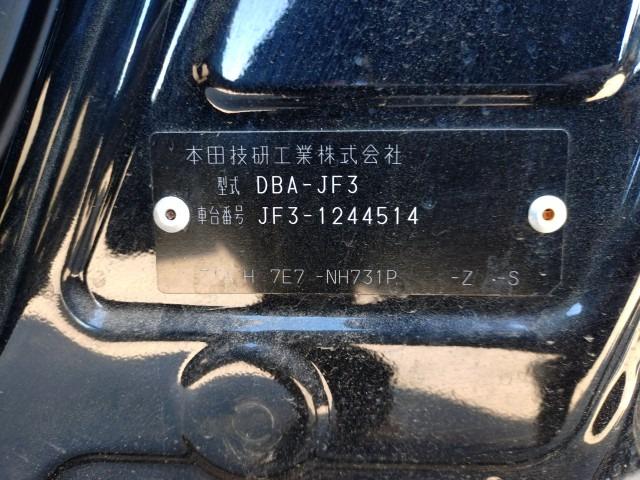 本田技研工業株式会社
型式 DBA-JF3
車台番号 JF3-1244514
H 7E7 -NH731P -Z -S